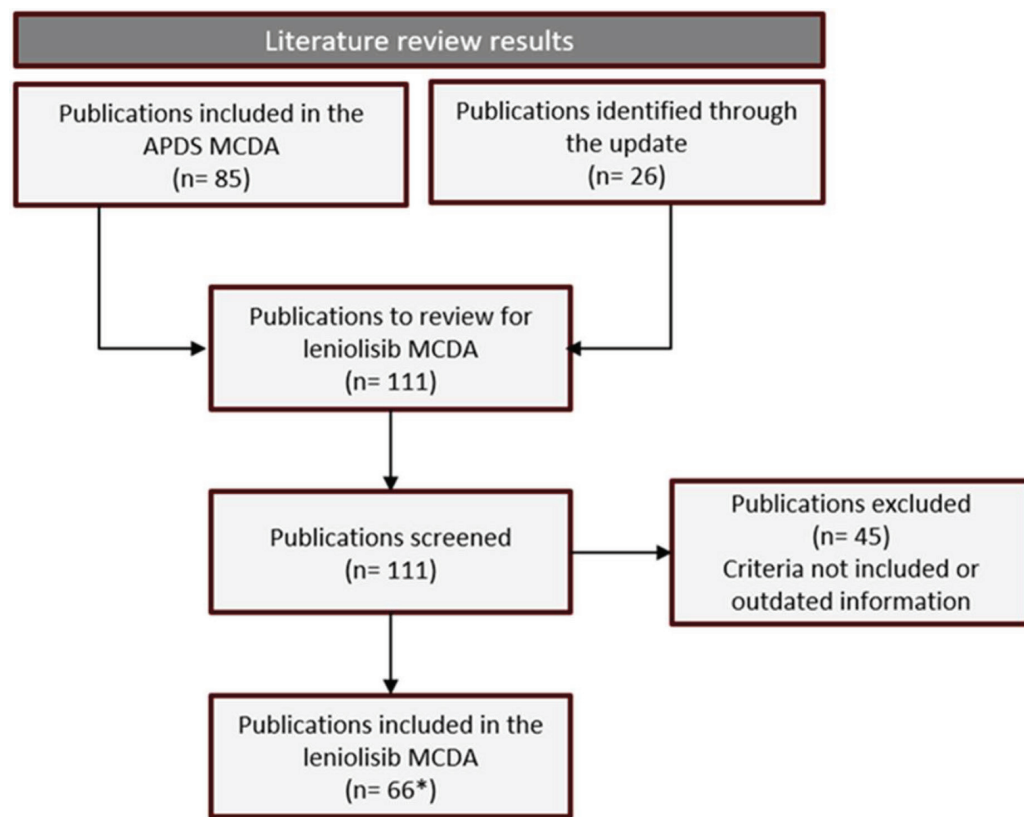 Literature review results
Publications included in the
APDS MCDA
(n= 85)
Publications identified through
the update
(n= 26)
Publications to review for
leniolisib MCDA
(n= 111)
Publications screened
(n= 111)
Publications excluded
(n= 45)
Criteria not included or
outdated information
Publications included in the
leniolisib MCDA
(n= 66*)